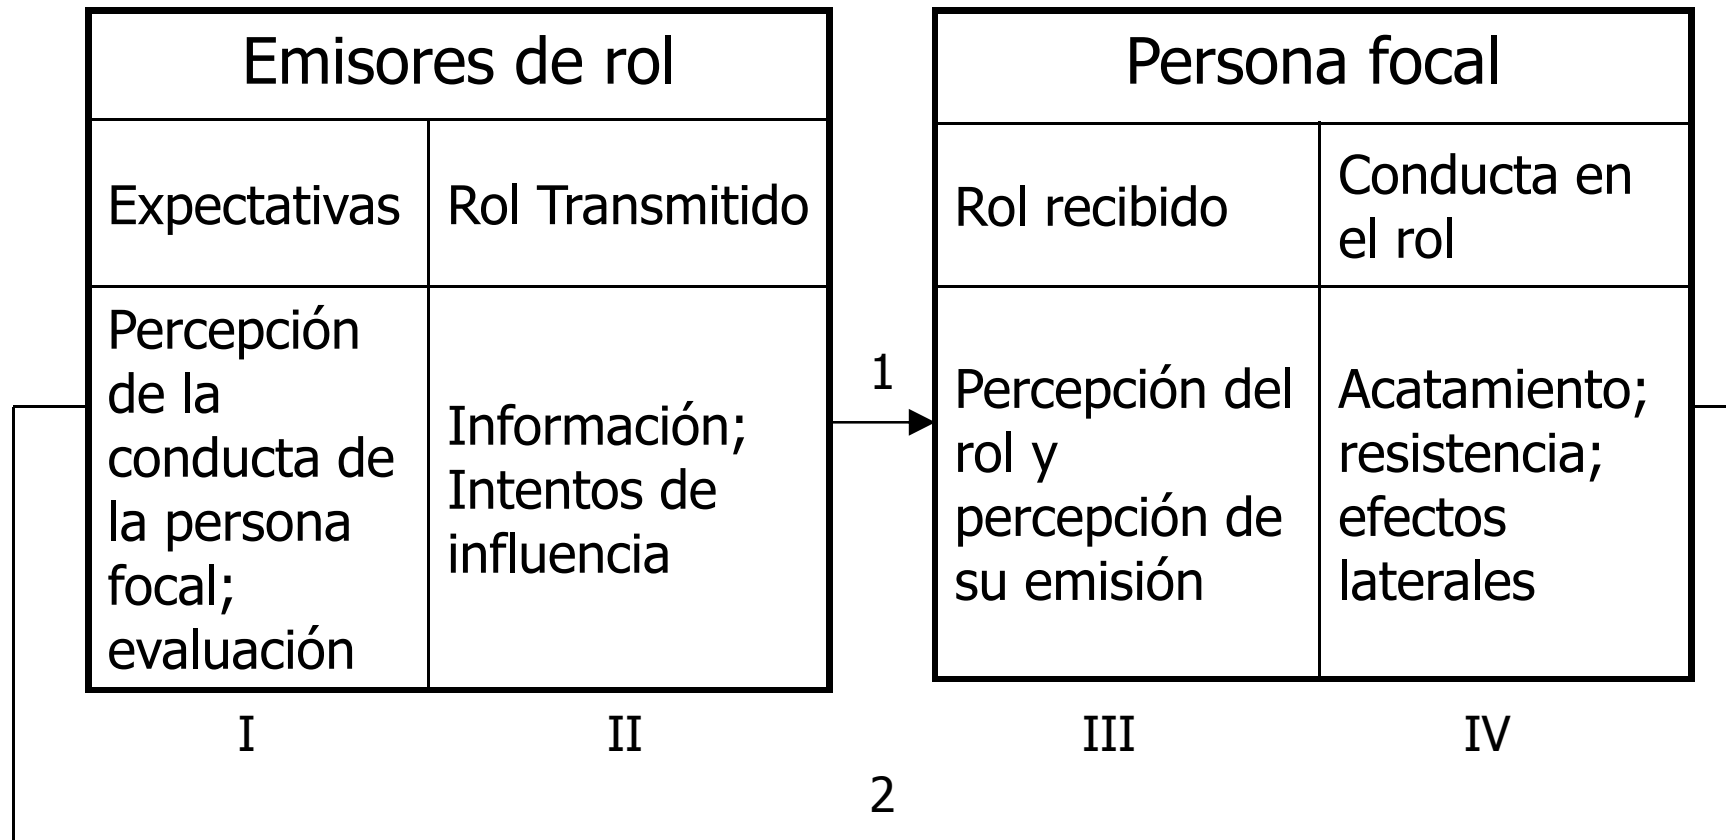 Emisores de rol
Expectativas
Rol Transmitido
Percepción
de la
conducta de
la persona
focal;
evaluación
Información;
Intentos de
influencia
I
II
1
Persona focal
Rol recibido
Conducta en
el rol
Percepción del
rol y
percepción de
su emisión
Acatamiento;
resistencia;
efectos
laterales
III
IV
2